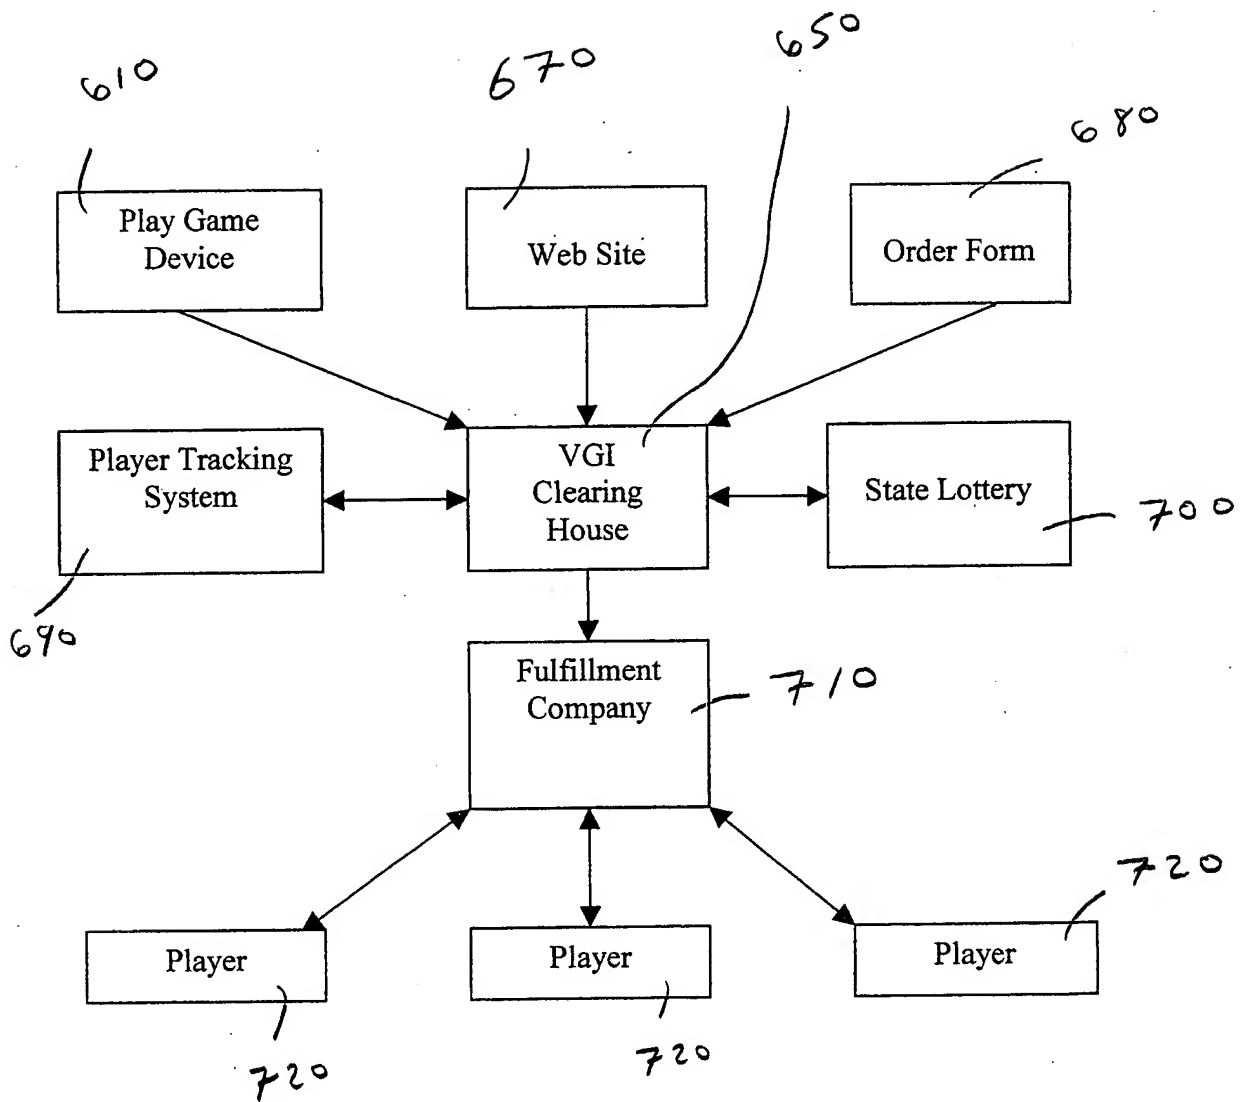 610
670
650
680
Play Game
Device
Web Site
Order Form
Player Tracking
System
VGI
Clearing
House
State Lottery
700
690
Fulfillment
Company
710
720
Player
Player
Player
720
720